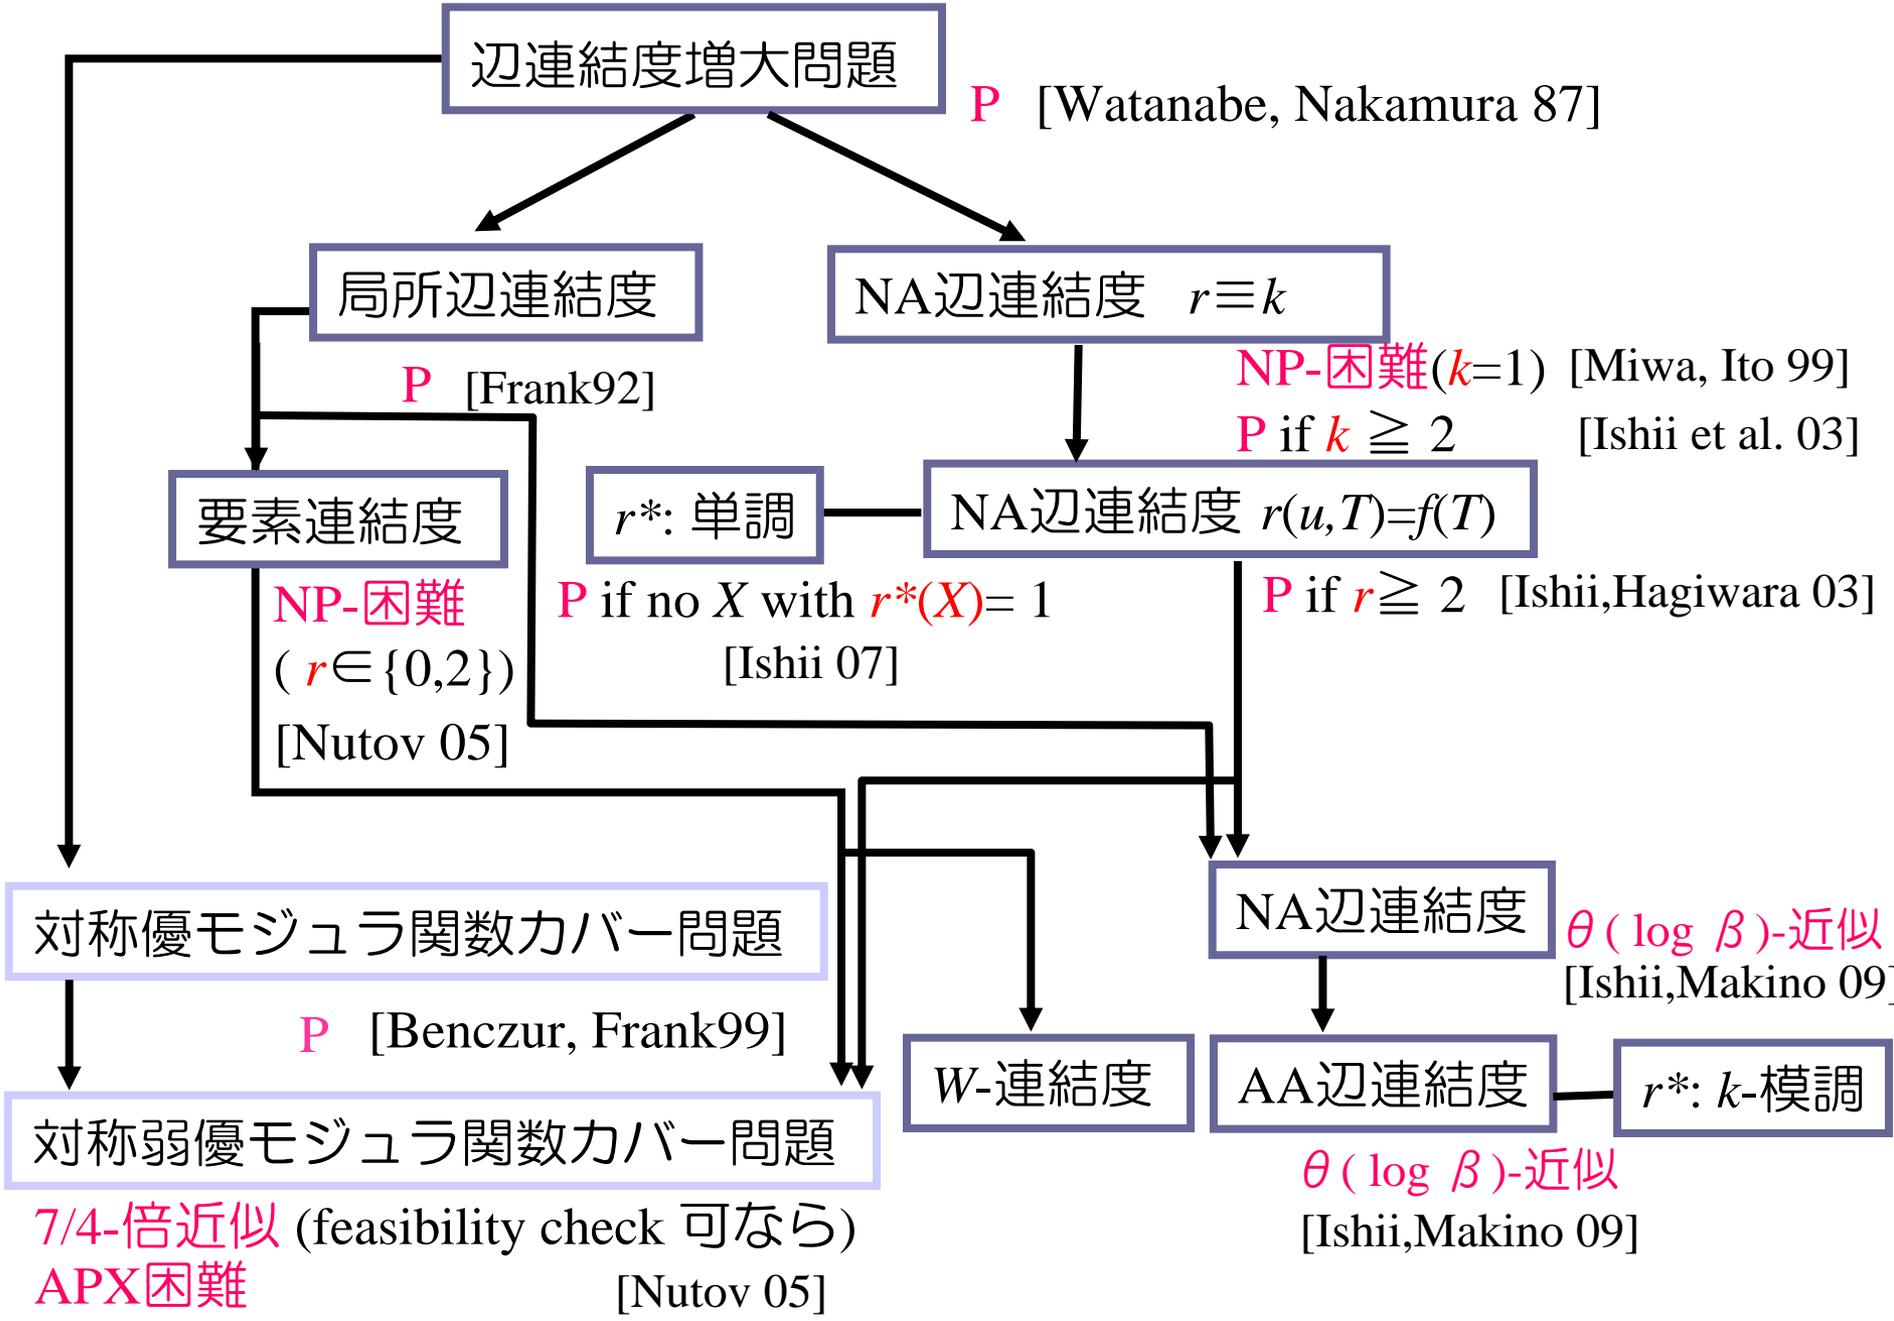 辺連結度増大問題
P [Watanabe, Nakamura 87]
局所辺連結度
NA辺連結度 r≡k
P [Frank92]
NP-困難(k=1) [Miwa, Ito 99]
P if k ≧ 2 [Ishii et al. 03]
要素連結度
r*: 単調
NA辺連結度 r(u,T)=f(T)
NP-困難
( r∈{0,2})
[Nutov 05]
P if no X with r*(X)= 1
[Ishii 07]
P if r≧ 2 [Ishii,Hagiwara 03]
対称優モジュラ関数カバー問題
NA辺連結度
θ( log β)-近似
[Ishii,Makino 09]
P [Benczur, Frank99]
W-連結度
AA辺連結度
r*: k-模調
対称弱優モジュラ関数カバー問題
θ( log β)-近似
[Ishii,Makino 09]
7/4-倍近似 (feasibility check 可なら)
APX困難
[Nutov 05]